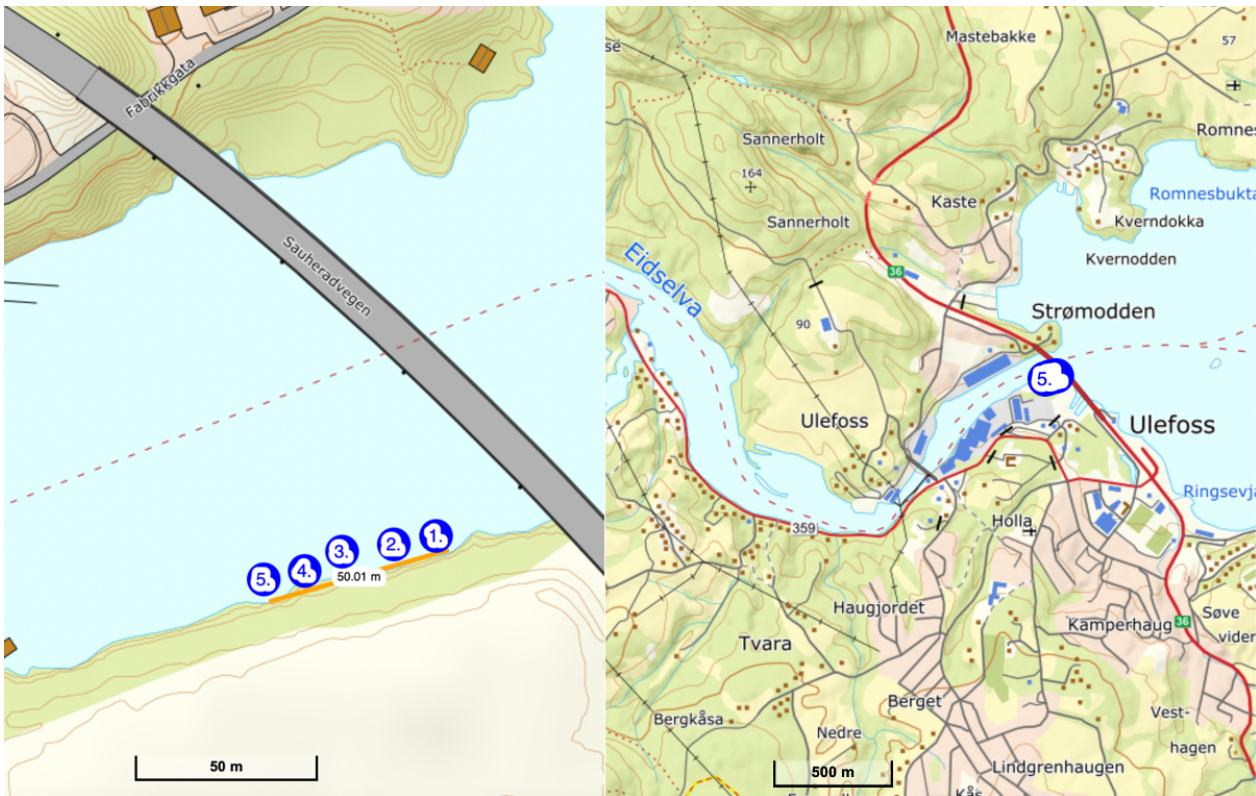 Fabrikkgata
Sauheradvegen
5.
4.
3.
2.
1.
50.01 m
50 m
Mastebakke
57
Sannerholt
Romnes
164
Kaste
Romnesbukta
Sannerholt
Kverndokka
Kvernodden
Eidselva
36
Strømodden
90
5.
Ulefoss
Ulefoss
Ringsevja
359
Holla
Haugjordet
Kamperhaug
36
Søve
vider
Tvara
Berget
Vest-
hagen
Bergkåsa
Nedre
Lindgrenhaugen
500 m
Kås